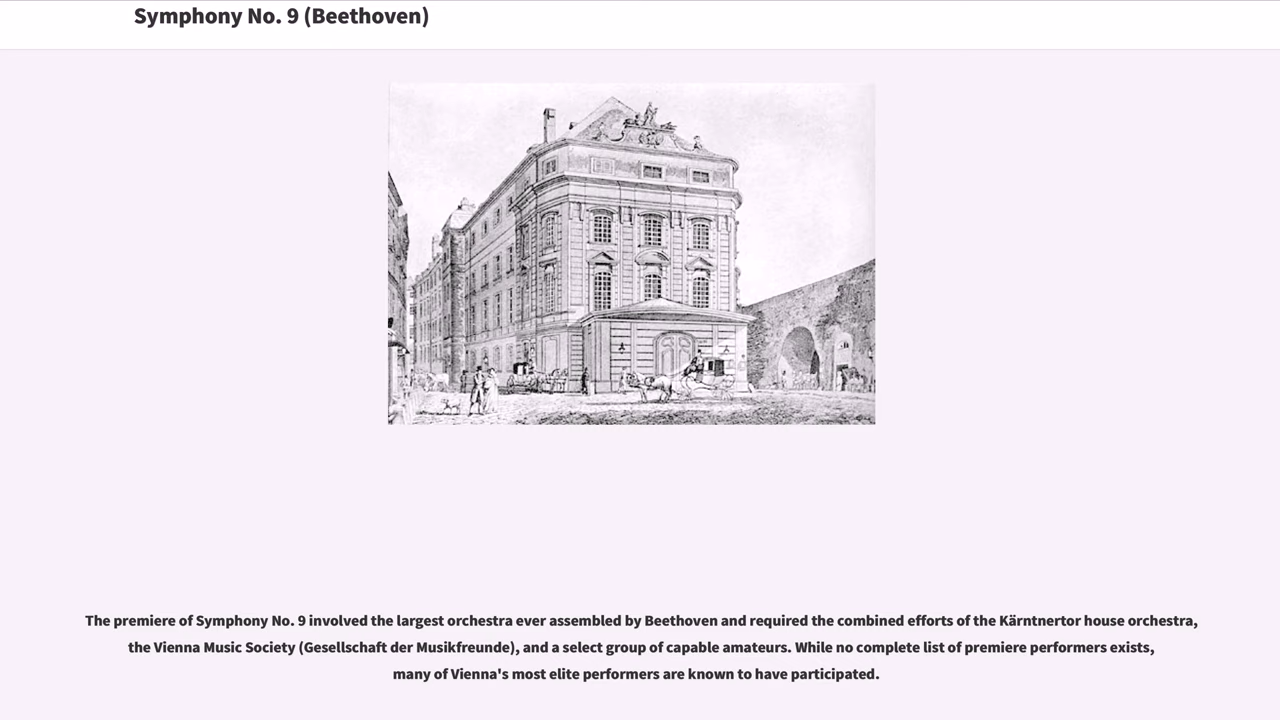 Symphony No. 9 (Beethoven)
The premiere of Symphony No. 9 involved the largest orchestra ever assembled by Beethoven and required the combined efforts of the Kärntnertor house orchestra,
the Vienna Music Society (Gesellschaft der Musikfreunde), and a select group of capable amateurs. While no complete list of premiere performers exists,
many of Vienna's most elite performers are known to have participated.